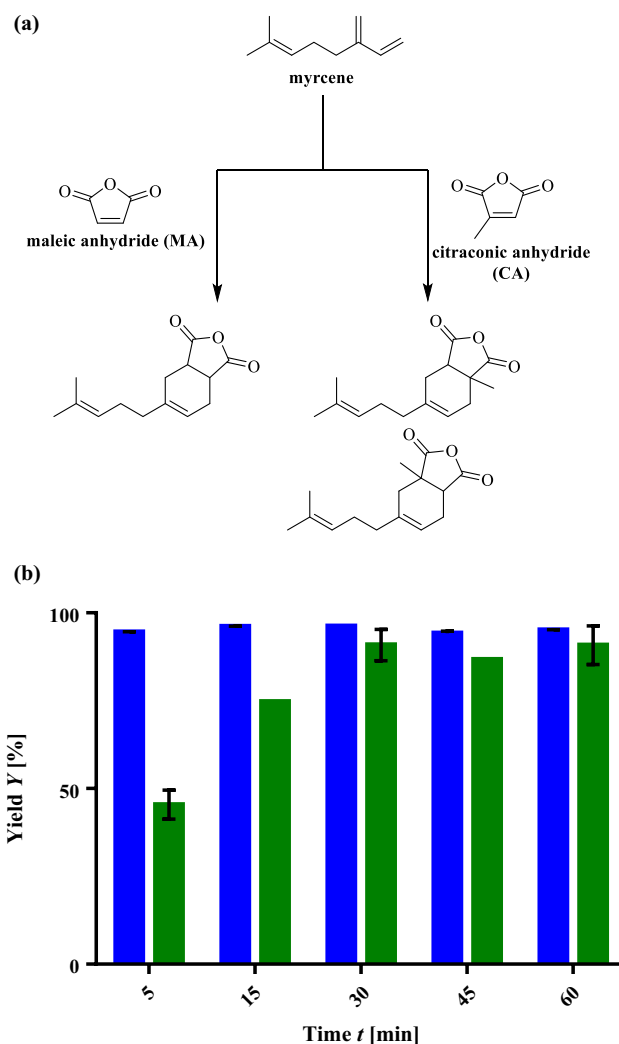 (a)
myrcene
O
O
O
maleic anhydride (MA)
O
O
O
citraconic anhydride
(CA)
O
O
O
O
O
O
O
O
O
(b)
100
50
0
Yield Y [%]
5
15
30
45
60
Time t [min]